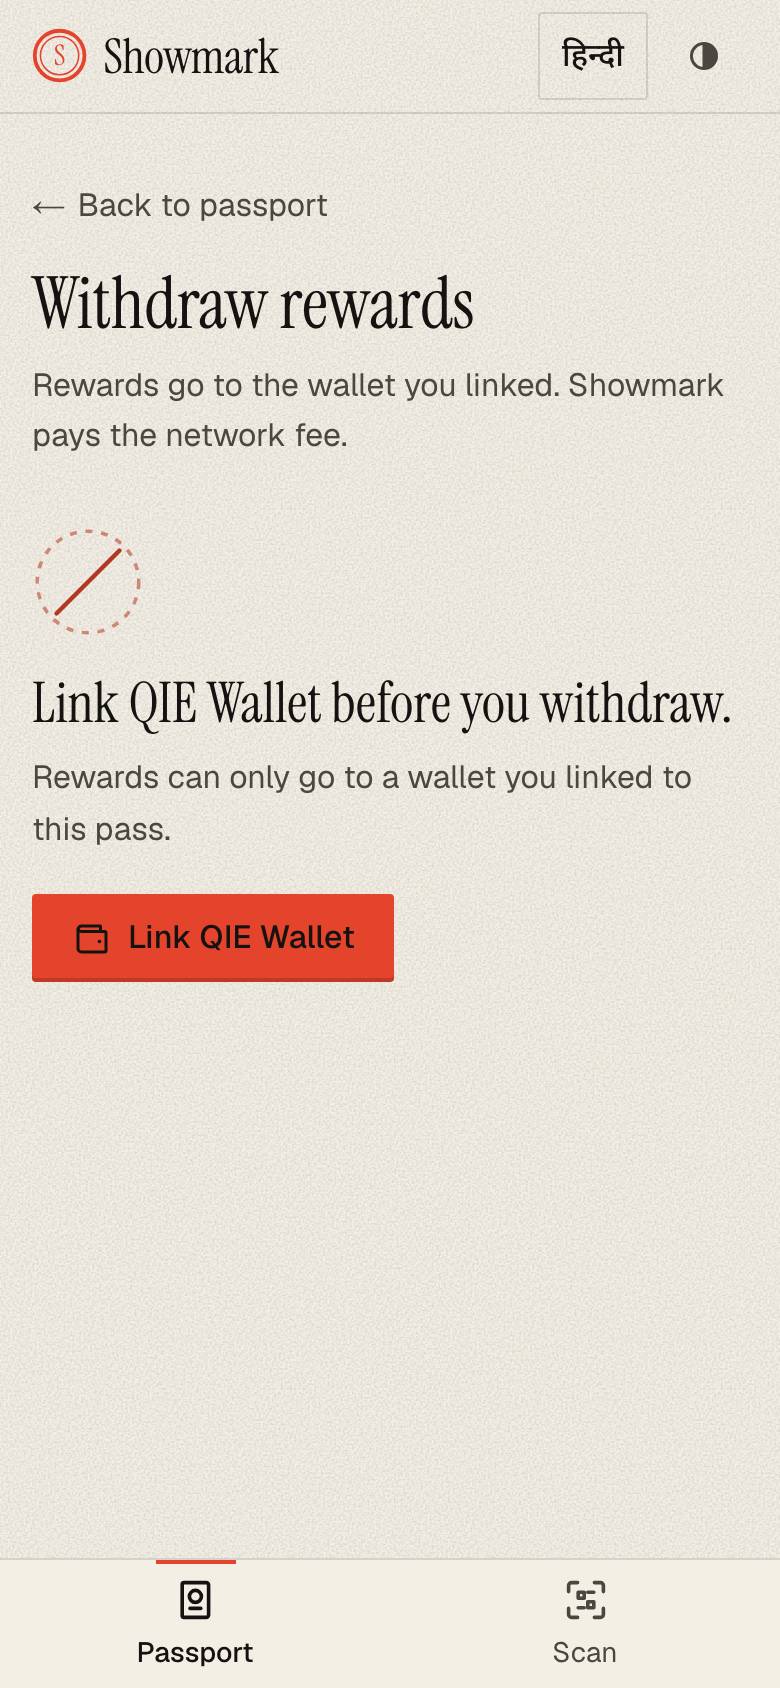 S Showmark
हिन्दी
← Back to passport
Withdraw rewards
Rewards go to the wallet you linked. Showmark
pays the network fee.
Link QIE Wallet before you withdraw.
Rewards can only go to a wallet you linked to
this pass.
Link QIE Wallet
Passport
Scan